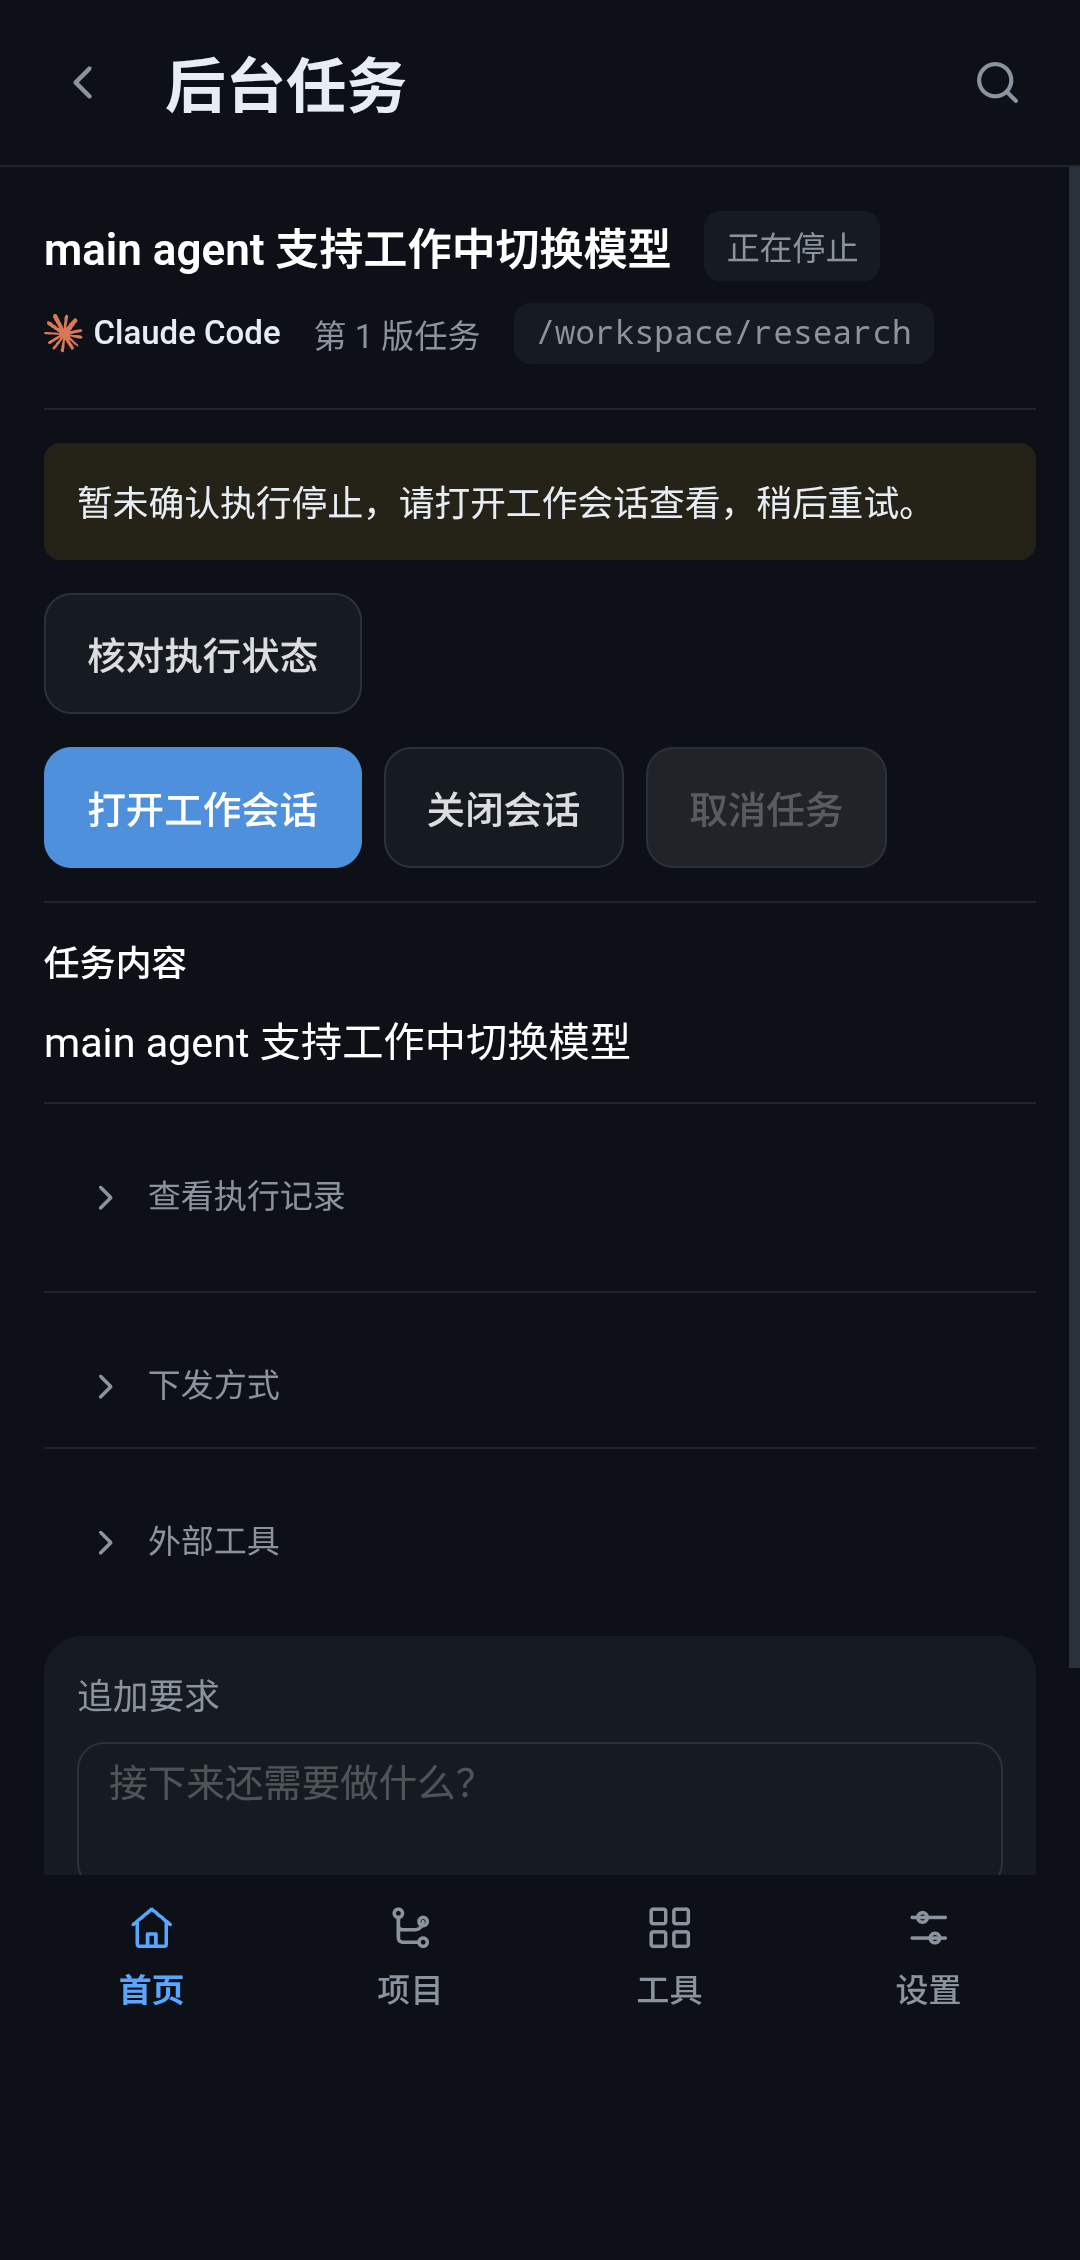 后台任务
main agent 支持工作中切换模型 正在停止
Claude Code 第 1 版任务 /workspace/research
暂未确认执行停止，请打开工作会话查看，稍后重试。
核对执行状态
打开工作会话 关闭会话 取消任务
任务内容
main agent 支持工作中切换模型
查看执行记录
下发方式
外部工具
追加要求
接下来还需要做什么？
首页 项目 工具 设置